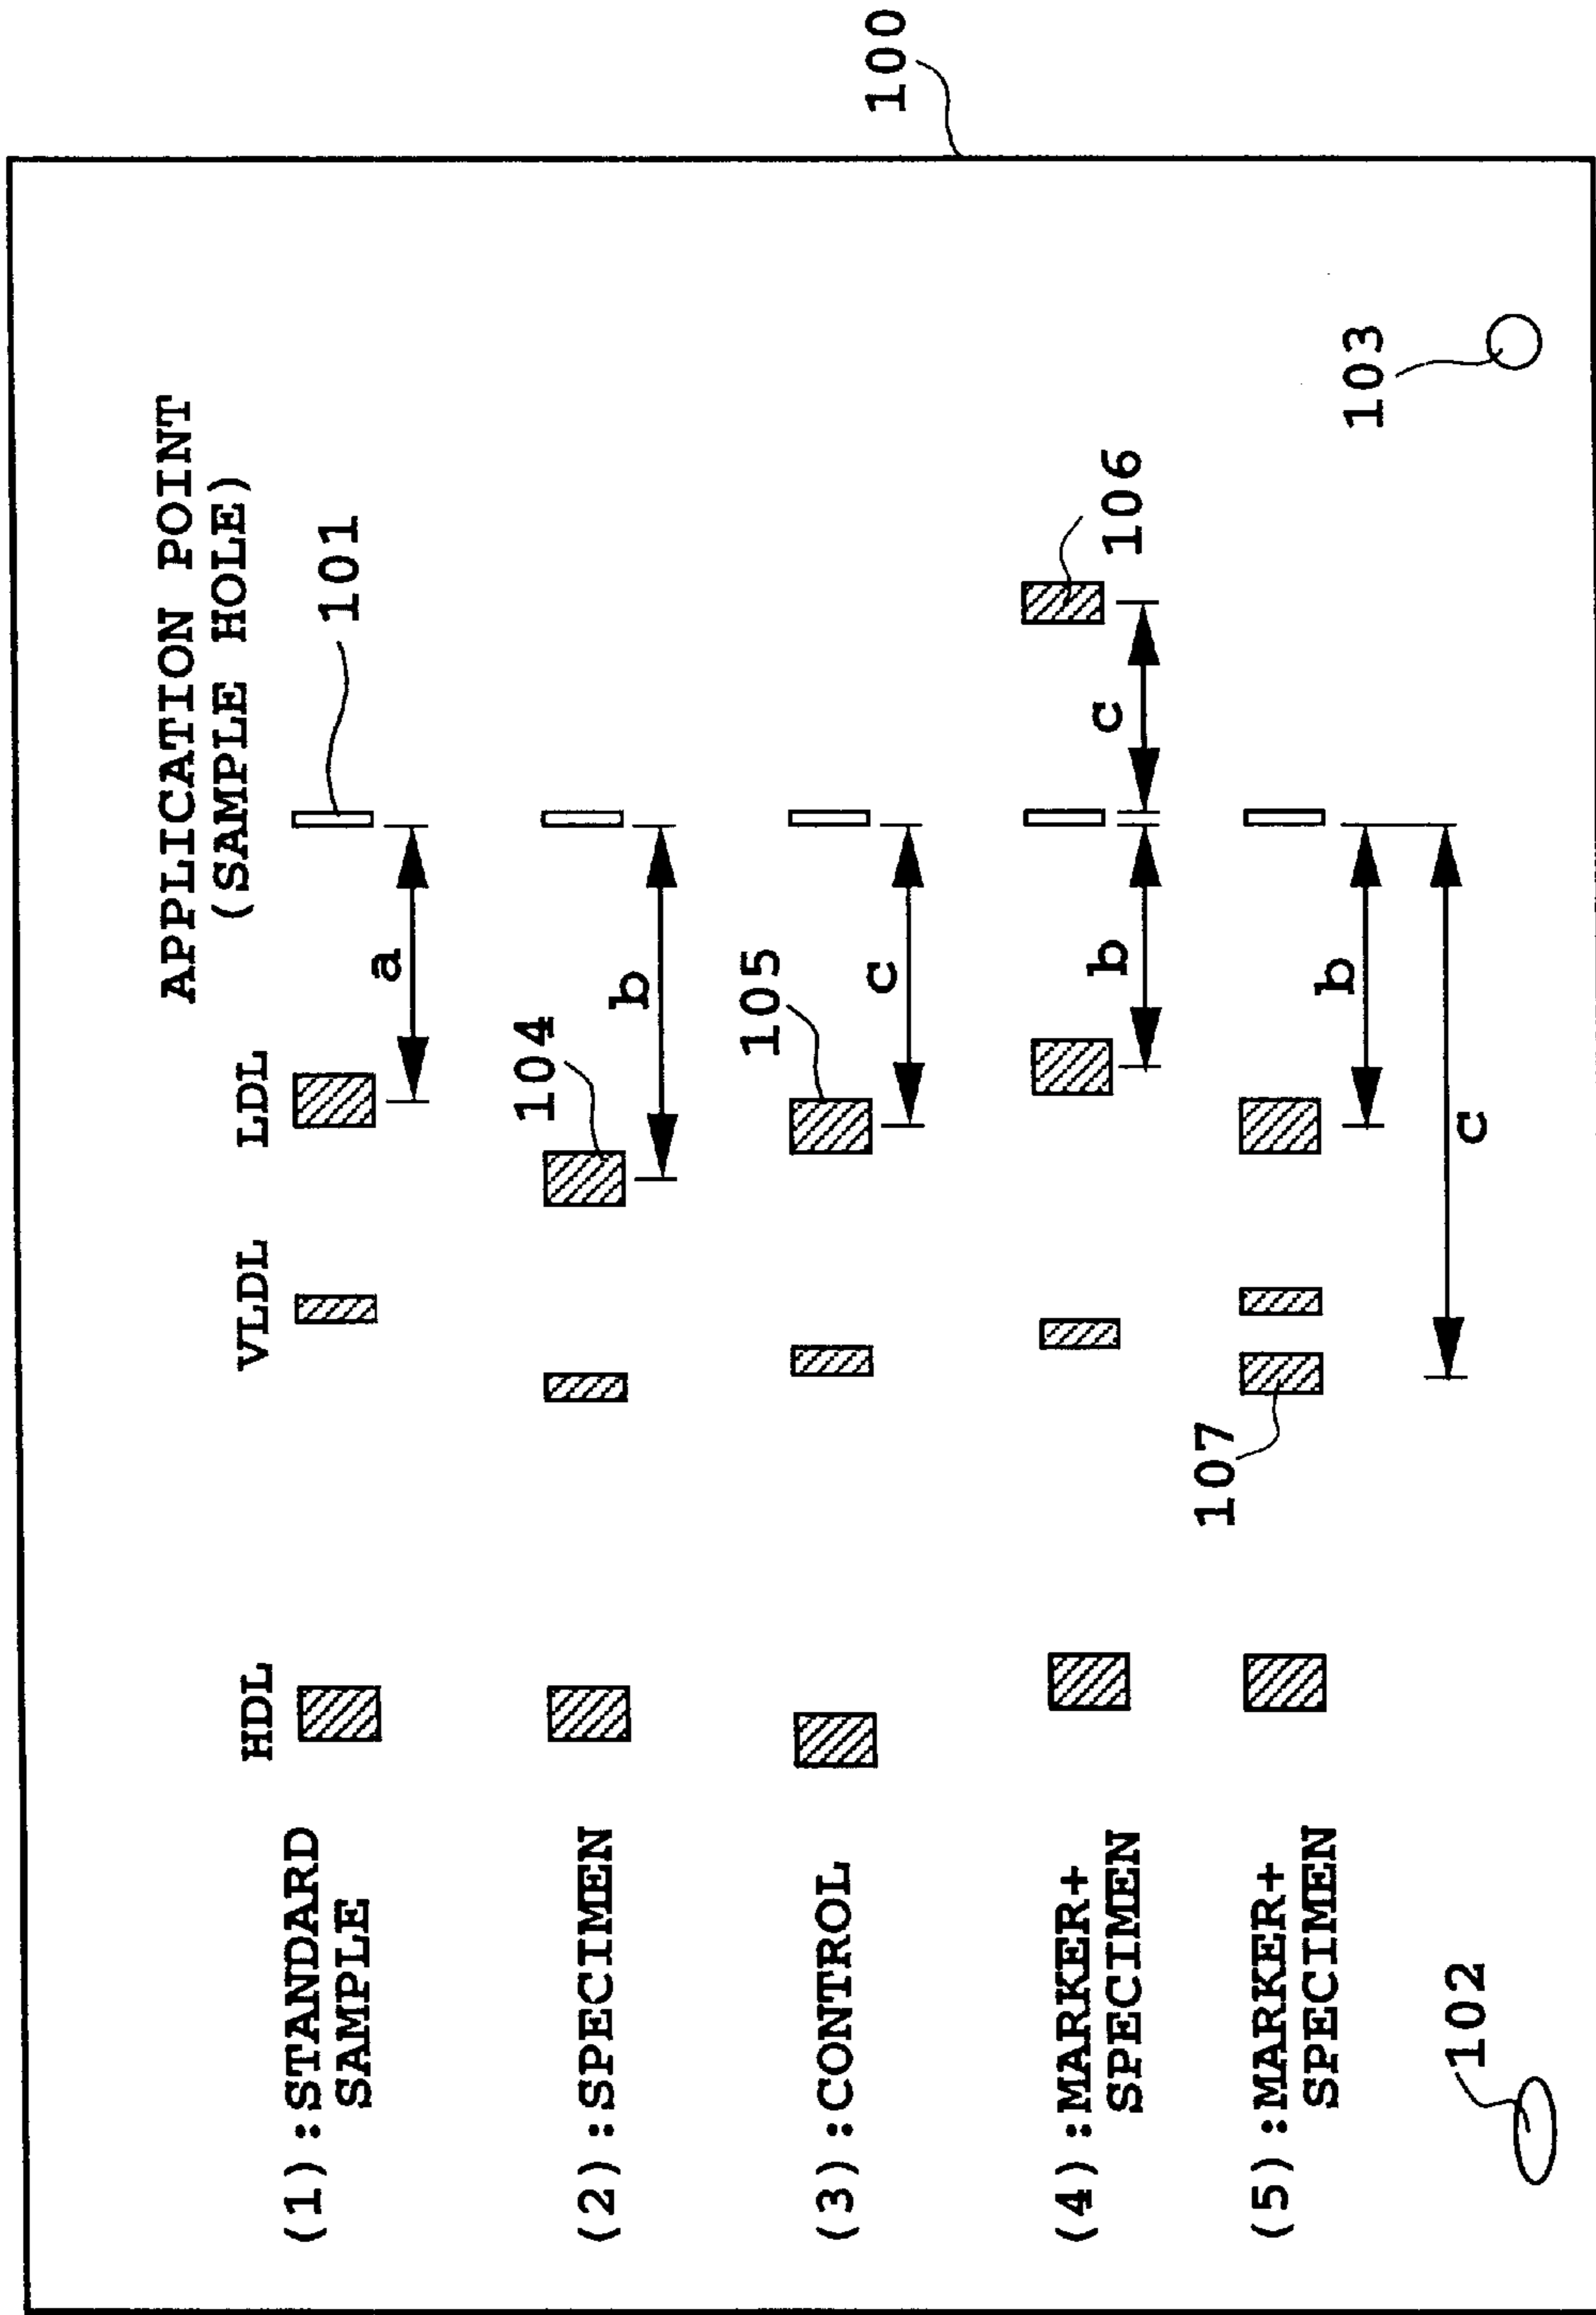 100
APPLICATION POINT
(SAMPLE HOLE)
101
HDL
VLDL
LDL
(1):STANDARD
SAMPLE
a
(2):SPECIMEN
104
b
(3):CONTROL
105
c
(4):MARKER+
SPECIMEN
b
c
106
(5):MARKER+
SPECIMEN
107
b
c
102
103